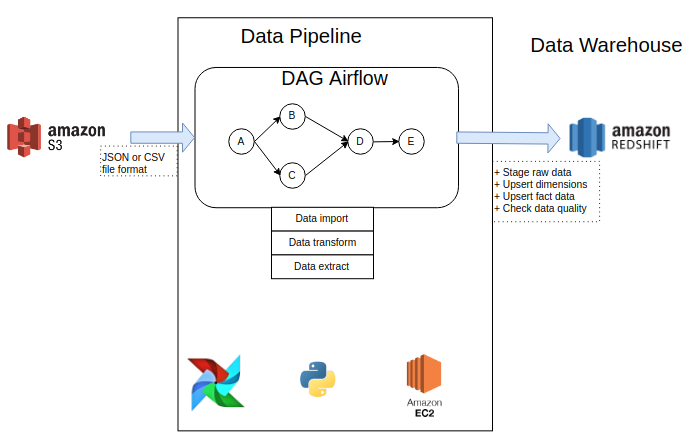 Data Pipeline
Data Warehouse
DAG Airflow
A
B
C
D
E
amazon
S3
JSON or CSV
file format
amazon
REDSHIFT
+ Stage raw data
+ Upsert dimensions
+ Upsert fact data
+ Check data quality
Data import
Data transform
Data extract
Amazon
EC2